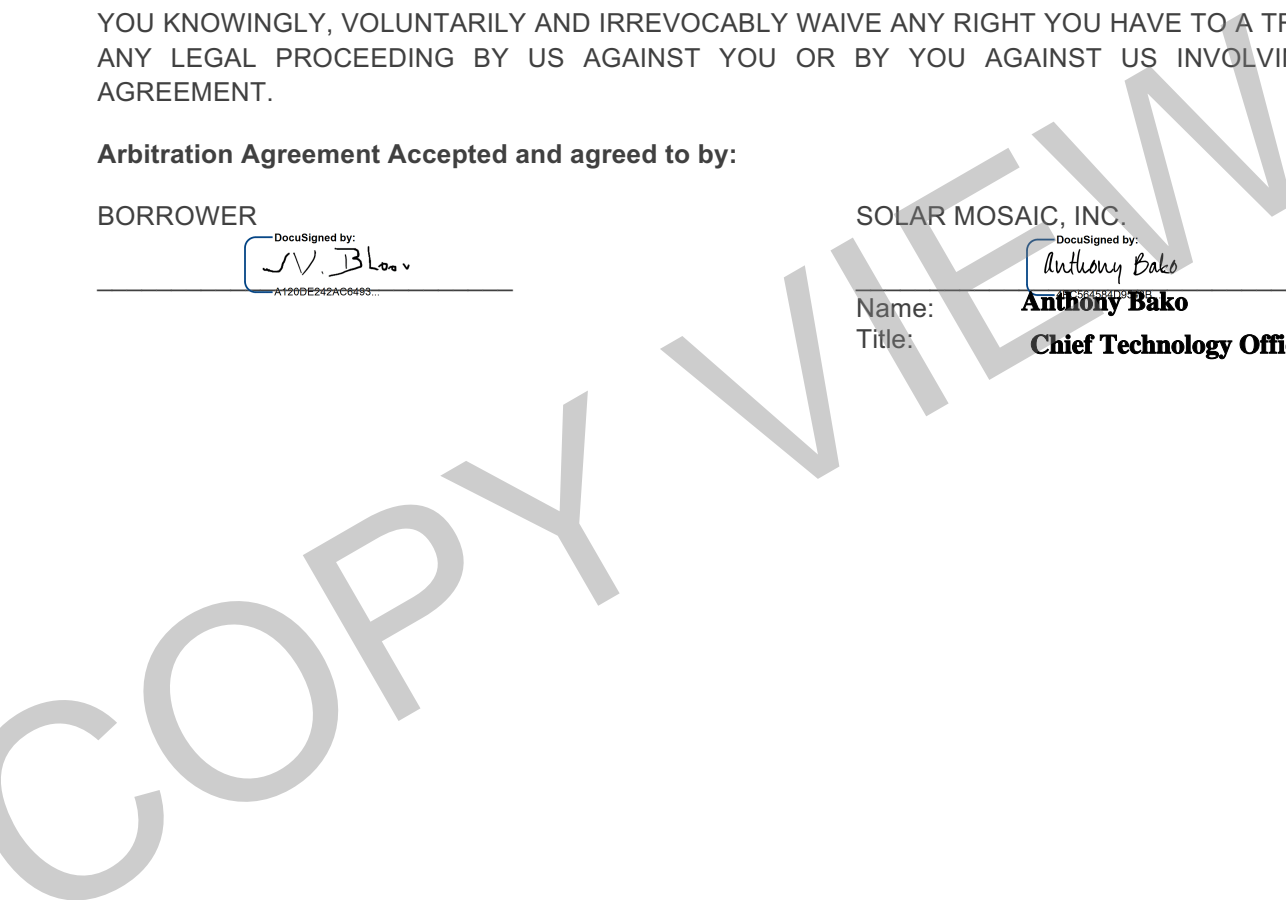 YOU KNOWINGLY, VOLUNTARILY AND IRREVOCABLY WAIVE ANY RIGHT YOU HAVE TO A TR
ANY LEGAL PROCEEDING BY US AGAINST YOU OR BY YOU AGAINST US INVOLVI
AGREEMENT.
Arbitration Agreement Accepted and agreed to by:
BORROWER SOLAR MOSAIC, INC.
DocuSigned by: DocuSigned by:
Anthony Bako
A120DE242AC6493...
Name: Anthony Bako
Title: Chief Technology Offi
COPY VIEW